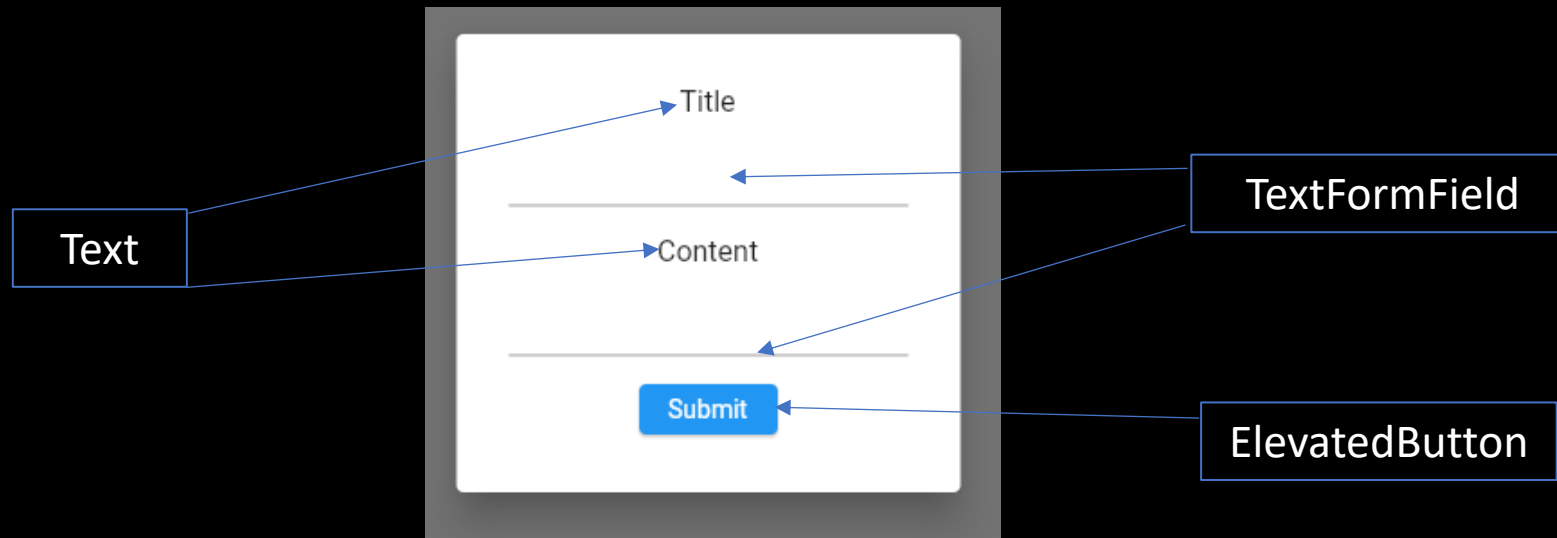 Title
TextFormField
Text
Content
Submit
ElevatedButton